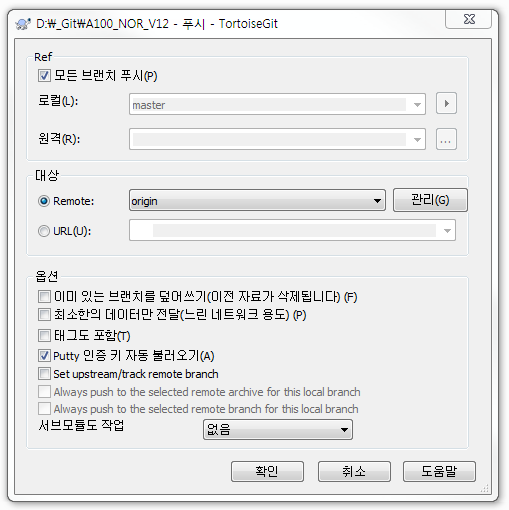 D:\_Git\A100_NOR_V12 - 푸시 - TortoiseGit
Ref
모든 브랜치 푸시(P)
로컬(L): master
원격(R): ...
대상
Remote: origin 관리(G)
URL(U):
옵션
이미 있는 브랜치를 덮어쓰기(이전 자료가 삭제됩니다) (F)
최소한의 데이터만 전달(느린 네트워크 용도) (P)
태그도 포함(T)
Putty 인증 키 자동 불러오기(A)
Set upstream/track remote branch
Always push to the selected remote archive for this local branch
Always push to the selected remote branch for this local branch
서브모듈도 작업 없음
확인 취소 도움말